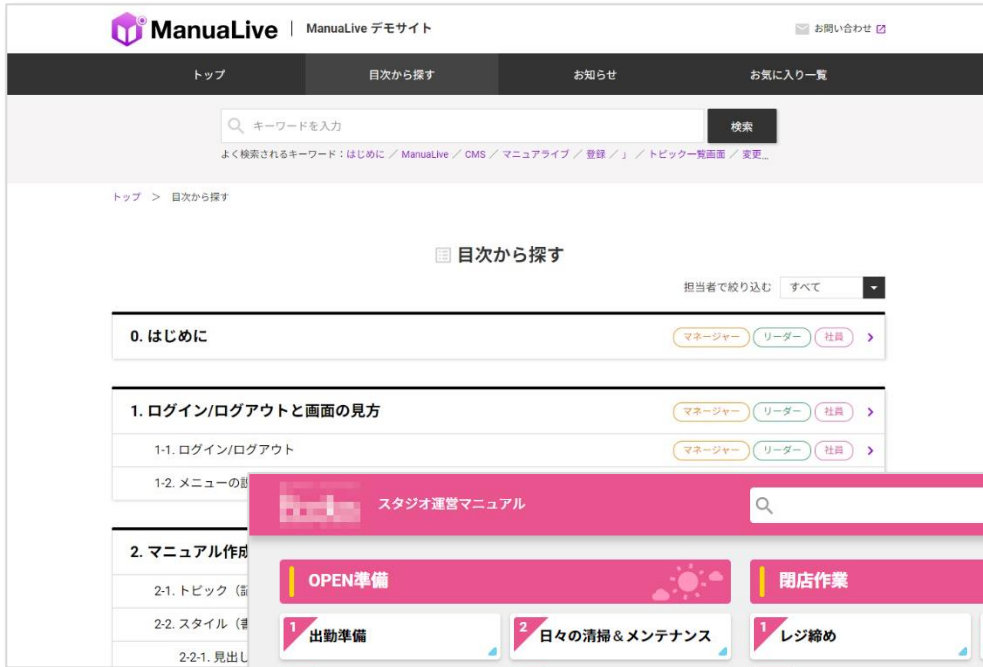 ManuaLive | ManuaLive デモサイト
お問い合わせ
トップ 目次から探す お知らせ お気に入り一覧
キーワードを入力 検索
よく検索されるキーワード：はじめに ／ ManuaLive ／ CMS ／ マニュアライブ ／ 登録 ／ 」 ／ トピック一覧画面 ／ 変更...
トップ ＞ 目次から探す
目次から探す
担当者で絞り込む すべて
0. はじめに マネージャー リーダー 社員
1. ログイン/ログアウトと画面の見方 マネージャー リーダー 社員
1-1. ログイン/ログアウト マネージャー リーダー 社員
1-2. メニューの
2. マニュアル作成
2-1. トピック（
2-2. スタイル（
2-2-1. 見出し
スタジオ運営マニュアル
OPEN準備
1 出勤準備
2 日々の清掃＆メンテナンス
閉店作業
1 レジ締め